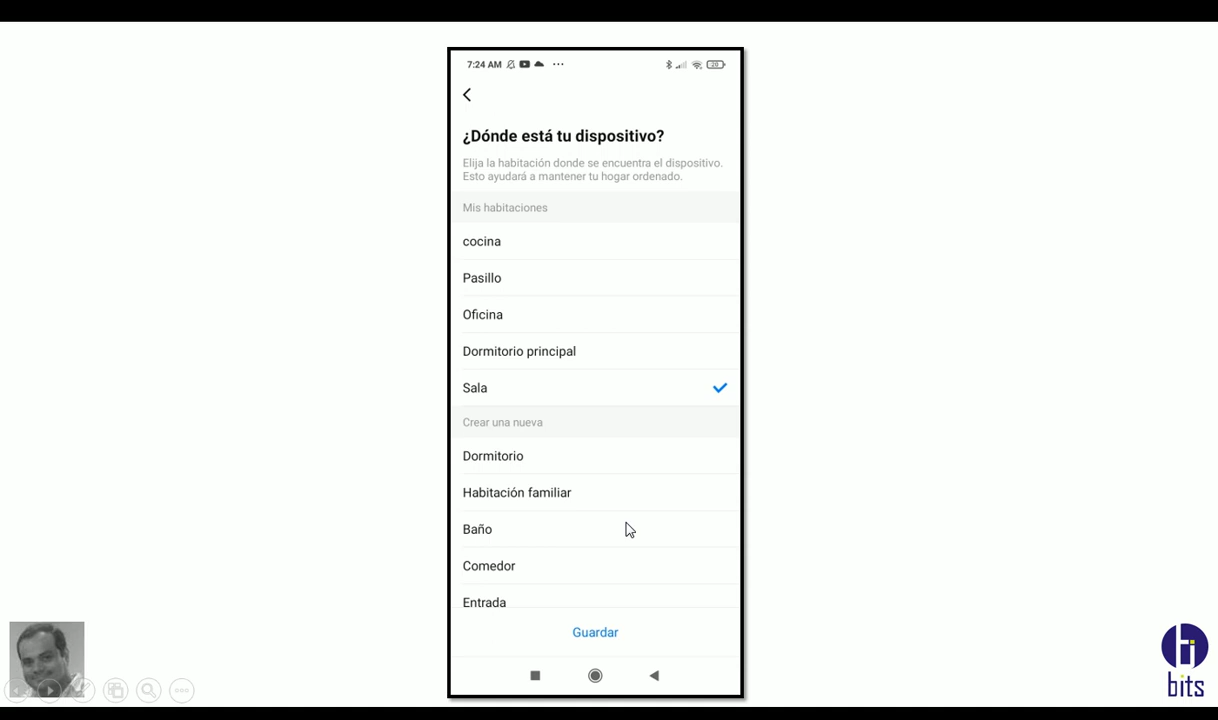 7:24 AM
20
¿Dónde está tu dispositivo?
Elija la habitación donde se encuentra el dispositivo.
Esto ayudará a mantener tu hogar ordenado.
Mis habitaciones
cocina
Pasillo
Oficina
Dormitorio principal
Sala
Crear una nueva
Dormitorio
Habitación familiar
Baño
Comedor
Entrada
Guardar
bits